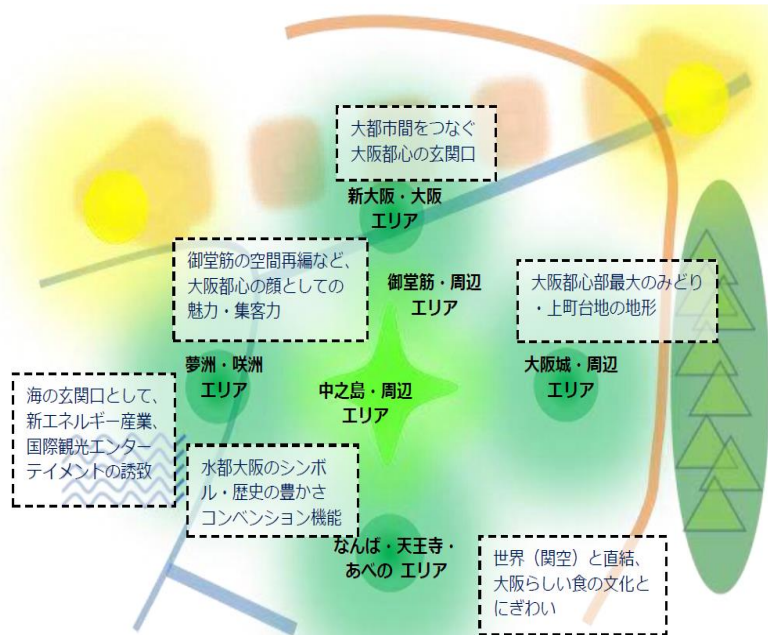 大都市間をつなぐ
大阪都心の玄関口
新大阪・大阪
エリア
御堂筋の空間再編など、
大阪都心の顔としての
魅力・集客力
御堂筋・周辺
エリア
大阪都心部最大のみどり
・上町台地の地形
夢洲・咲洲
エリア
中之島・周辺
エリア
大阪城・周辺
エリア
海の玄関口として、
新エネルギー産業、
国際観光エンター
テイメントの誘致
水都大阪のシンボ
ル・歴史の豊かさ
コンベンション機能
なんば・天王寺・
あべの エリア
世界（関空）と直結、
大阪らしい食の文化と
にぎわい